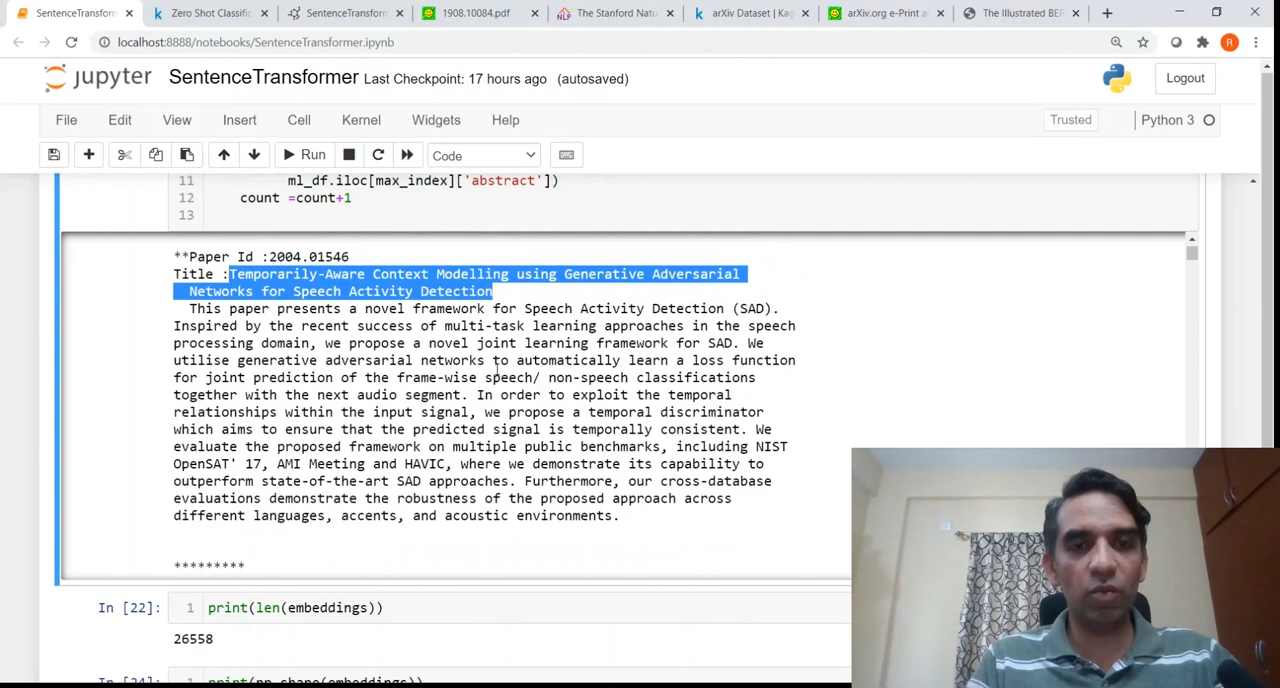 SentenceTransform
Zero Shot Classific
SentenceTransform
1908.10084.pdf
The Stanford Natu
arXiv Dataset | Kag
arXiv.org e-Print ar
The Illustrated BER
localhost:8888/notebooks/SentenceTransformer.ipynb
R
jupyter SentenceTransformer Last Checkpoint: 17 hours ago (autosaved)
Logout
File Edit View Insert Cell Kernel Widgets Help
Trusted
Python 3
Run
Code
11 ml_df.iloc[max_index]['abstract'])
12 count =count+1
13
**Paper Id :2004.01546
Title :Temporarily-Aware Context Modelling using Generative Adversarial
Networks for Speech Activity Detection
This paper presents a novel framework for Speech Activity Detection (SAD).
Inspired by the recent success of multi-task learning approaches in the speech
processing domain, we propose a novel joint learning framework for SAD. We
utilise generative adversarial networks to automatically learn a loss function
for joint prediction of the frame-wise speech/ non-speech classifications
together with the next audio segment. In order to exploit the temporal
relationships within the input signal, we propose a temporal discriminator
which aims to ensure that the predicted signal is temporally consistent. We
evaluate the proposed framework on multiple public benchmarks, including NIST
OpenSAT' 17, AMI Meeting and HAVIC, where we demonstrate its capability to
outperform state-of-the-art SAD approaches. Furthermore, our cross-database
evaluations demonstrate the robustness of the proposed approach across
different languages, accents, and acoustic environments.
*********
In [22]: 1 print(len(embeddings))
26558
In [24]: 1 print(np.shape(embeddings))